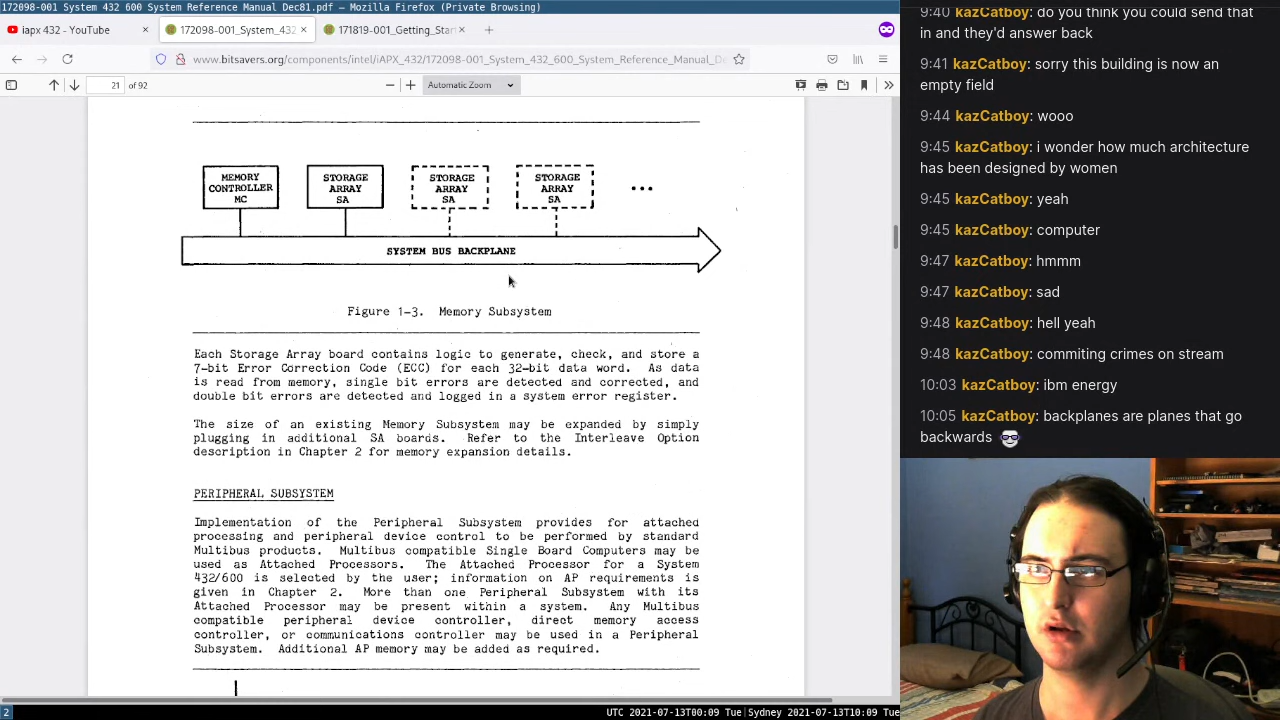 172098-001 System 432 600 System Reference Manual Dec81.pdf — Mozilla Firefox (Private Browsing)
iapx 432 - YouTube
172098-001_System_432
171819-001_Getting_Star
www.bitsavers.org/components/intel/iAPX_432/172098-001_System_432_600_System_Reference_Manual_De
21 of 92
Automatic Zoom
MEMORY CONTROLLER MC
STORAGE ARRAY SA
STORAGE ARRAY SA
STORAGE ARRAY SA
...
SYSTEM BUS BACKPLANE
Figure 1-3. Memory Subsystem
Each Storage Array board contains logic to generate, check, and store a
7-bit Error Correction Code (ECC) for each 32-bit data word. As data
is read from memory, single bit errors are detected and corrected, and
double bit errors are detected and logged in a system error register.
The size of an existing Memory Subsystem may be expanded by simply
plugging in additional SA boards. Refer to the Interleave Option
description in Chapter 2 for memory expansion details.
PERIPHERAL SUBSYSTEM
Implementation of the Peripheral Subsystem provides for attached
processing and peripheral device control to be performed by standard
Multibus products. Multibus compatible Single Board Computers may be
used as Attached Processors. The Attached Processor for a System
432/600 is selected by the user; information on AP requirements is
given in Chapter 2. More than one Peripheral Subsystem with its
Attached Processor may be present within a system. Any Multibus
compatible peripheral device controller, direct memory access
controller, or communications controller may be used in a Peripheral
Subsystem. Additional AP memory may be added as required.
2
UTC 2021-07-13T00:09 Tue|Sydney 2021-07-13T10:09 Tue
9:40 kazCatboy: do you think you could send that
in and they'd answer back
9:41 kazCatboy: sorry this building is now an
empty field
9:44 kazCatboy: wooo
9:45 kazCatboy: i wonder how much architecture
has been designed by women
9:45 kazCatboy: yeah
9:45 kazCatboy: computer
9:47 kazCatboy: hmmm
9:47 kazCatboy: sad
9:48 kazCatboy: hell yeah
9:48 kazCatboy: commiting crimes on stream
10:03 kazCatboy: ibm energy
10:05 kazCatboy: backplanes are planes that go
backwards